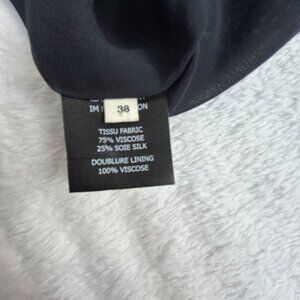 38
TISSU FABRIC
75% VISCOSE
25% SOIE SILK
DOUBLURE LINING
100% VISCOSE